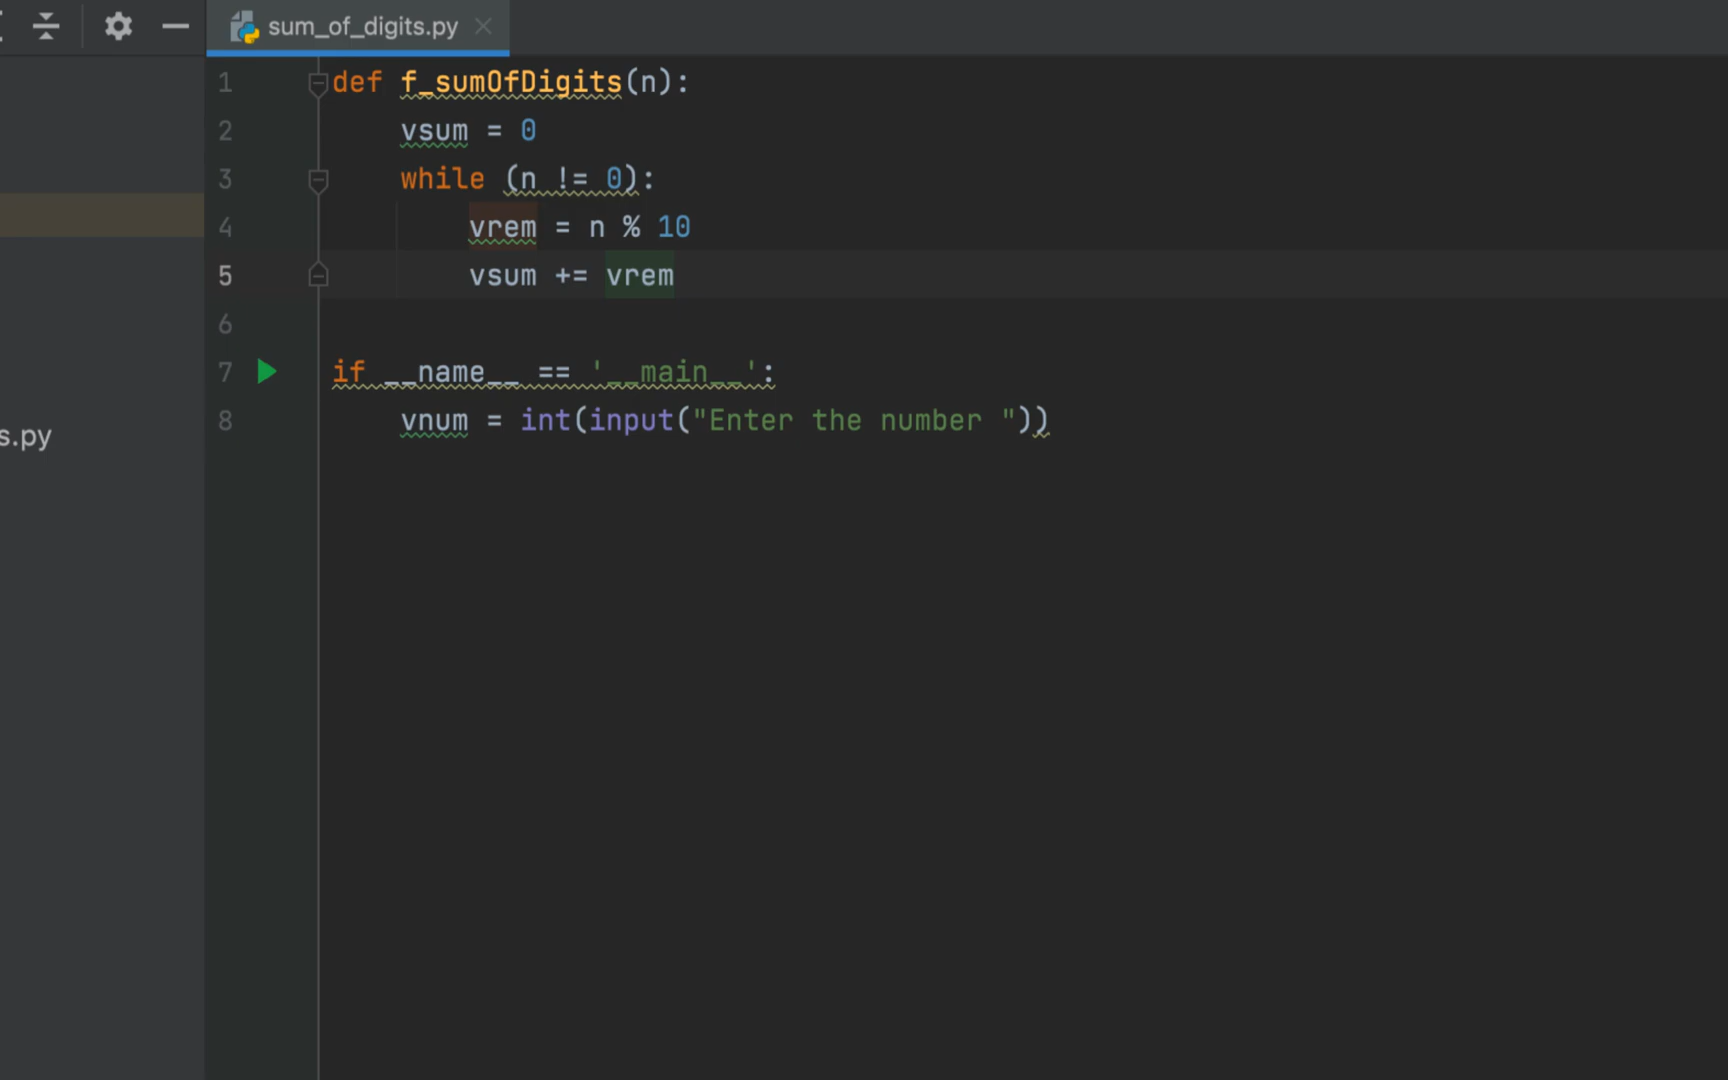 sum_of_digits.py
1 def f_sumOfDigits(n):
2 vsum = 0
3 while (n != 0):
4 vrem = n % 10
5 vsum += vrem
6
7 if __name__ == '__main__':
8 vnum = int(input("Enter the number "))
s.py